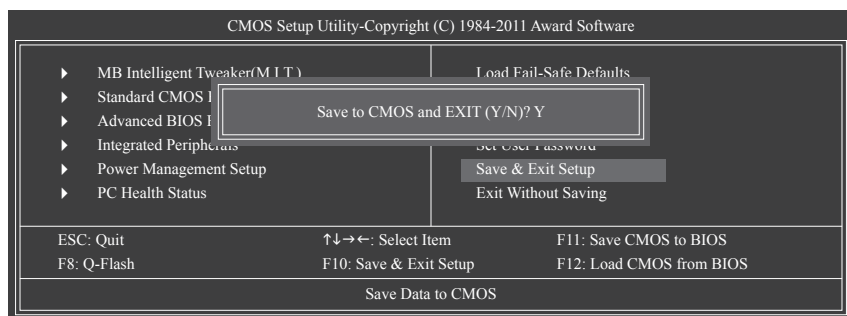 CMOS Setup Utility-Copyright (C) 1984-2011 Award Software
MB Intelligent Tweaker(M.I.T.)
Standard CMOS
Advanced BIOS
Integrated Peripherals
Power Management Setup
PC Health Status
Load Fail-Safe Defaults
Set User Password
Save & Exit Setup
Exit Without Saving
Save to CMOS and EXIT (Y/N)? Y
ESC: Quit ↑↓→←: Select Item F11: Save CMOS to BIOS
F8: Q-Flash F10: Save & Exit Setup F12: Load CMOS from BIOS
Save Data to CMOS